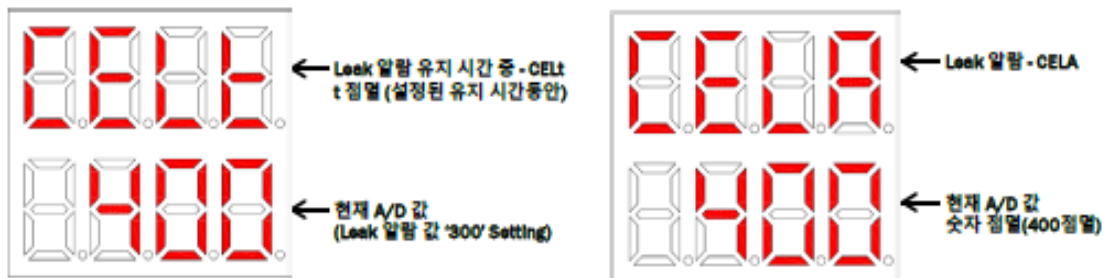 CELt
Leak 알람 유지 시간 중 - CELt
t 점멸 (설정된 유지 시간동안)
400
현재 A/D 값
(Leak 알람 값 '300' Setting)
CELA
Leak 알람 - CELA
400
현재 A/D 값
숫자 점멸(400점멸)